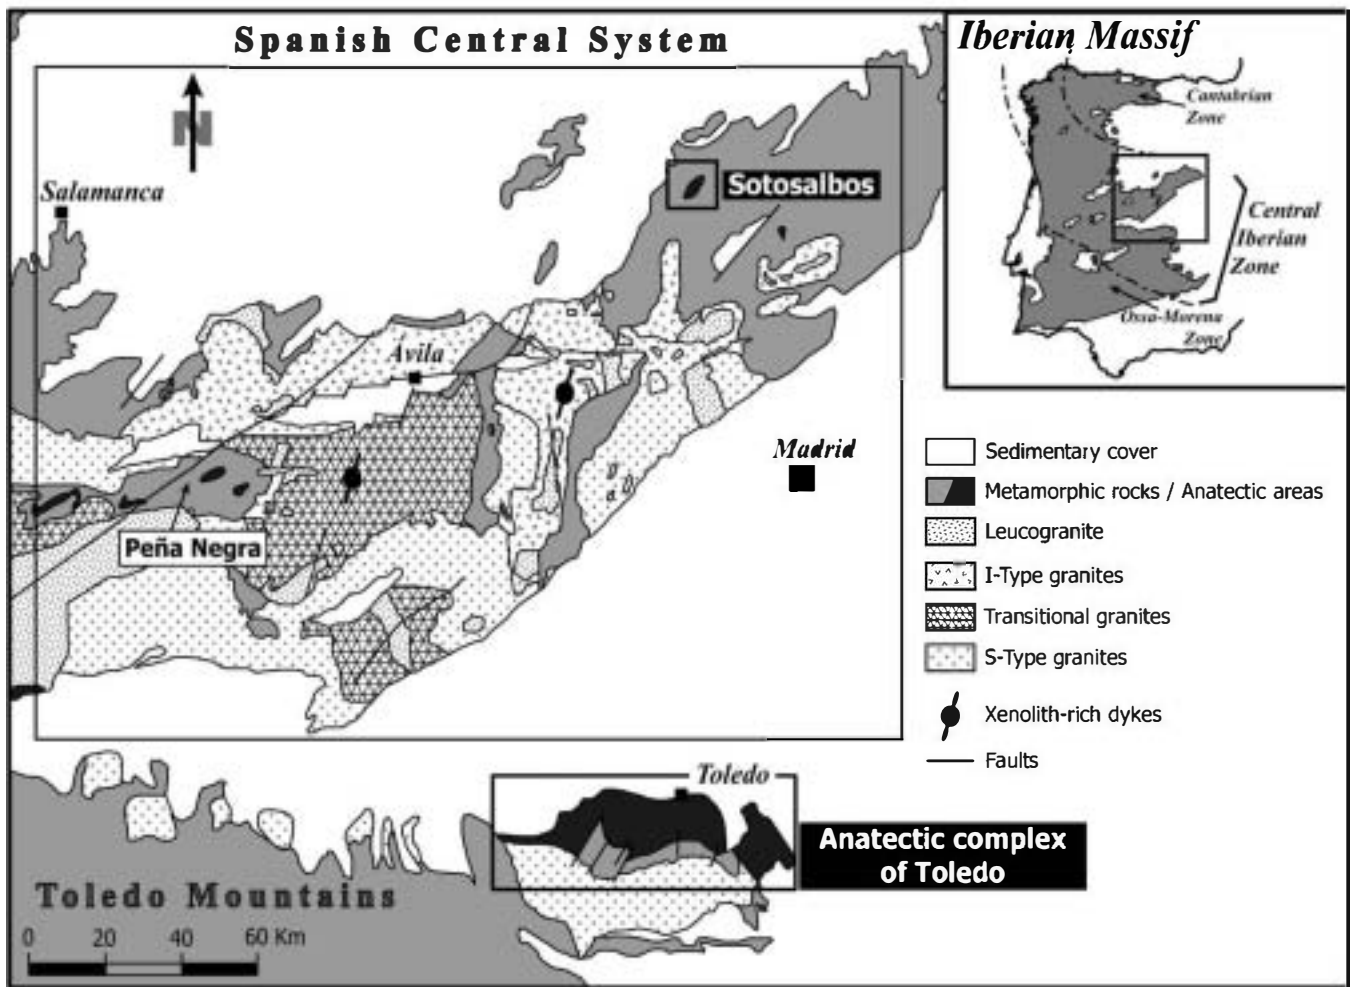 Spanish Central System
Iberian Massif
N
Cantabrian
Zone
Salamanca
Sotosalbos
Central
Iberian
Zone
Ossa-Morena
Zone
Ávila
Madrid
Peña Negra
Sedimentary cover
Metamorphic rocks / Anatectic areas
Leucogranite
I-Type granites
Transitional granites
S-Type granites
Xenolith-rich dykes
Faults
Toledo
Anatectic complex
of Toledo
Toledo Mountains
0 20 40 60 Km